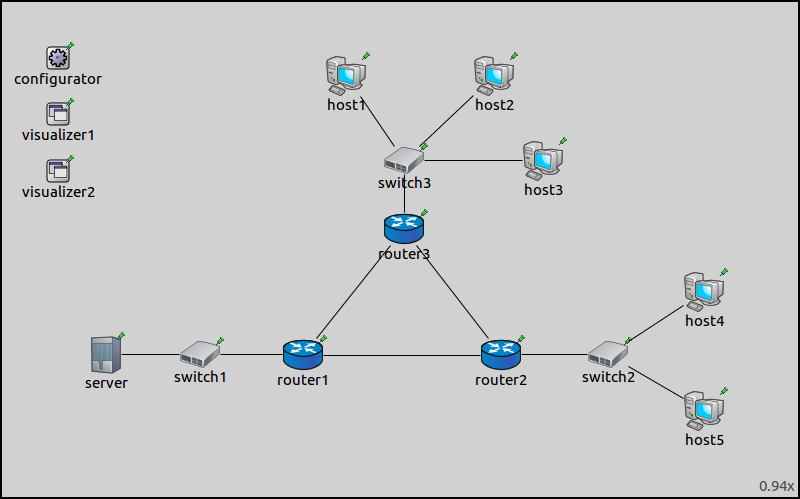 configurator
visualizer1
visualizer2
host1
host2
switch3
host3
router3
host4
server
switch1
router1
router2
switch2
host5
0.94x